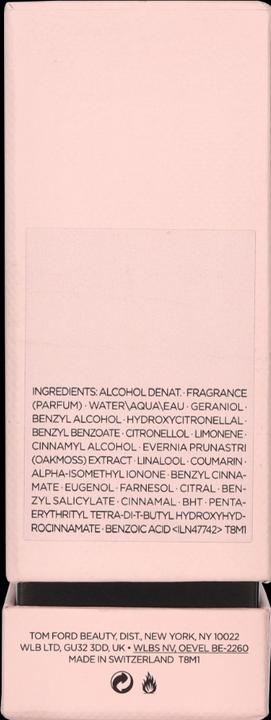 INGREDIENTS: ALCOHOL DENAT. · FRAGRANCE
(PARFUM) · WATER\AQUA\EAU · GERANIOL ·
BENZYL ALCOHOL · HYDROXYCITRONELLAL ·
BENZYL BENZOATE · CITRONELLOL · LIMONENE ·
CINNAMYL ALCOHOL · EVERNIA PRUNASTRI
(OAKMOSS) EXTRACT · LINALOOL · COUMARIN ·
ALPHA-ISOMETHYL IONONE · BENZYL CINNA-
MATE · EUGENOL · FARNESOL · CITRAL · BEN-
ZYL SALICYLATE · CINNAMAL · BHT · PENTA-
ERYTHRITYL TETRA-DI-T-BUTYL HYDROXYHYD-
ROCINNAMATE · BENZOIC ACID <ILN47742> T8M1
TOM FORD BEAUTY, DIST., NEW YORK, NY 10022
WLB LTD, GU32 3DD, UK • WLBS NV, OEVEL BE-2260
MADE IN SWITZERLAND T8M1